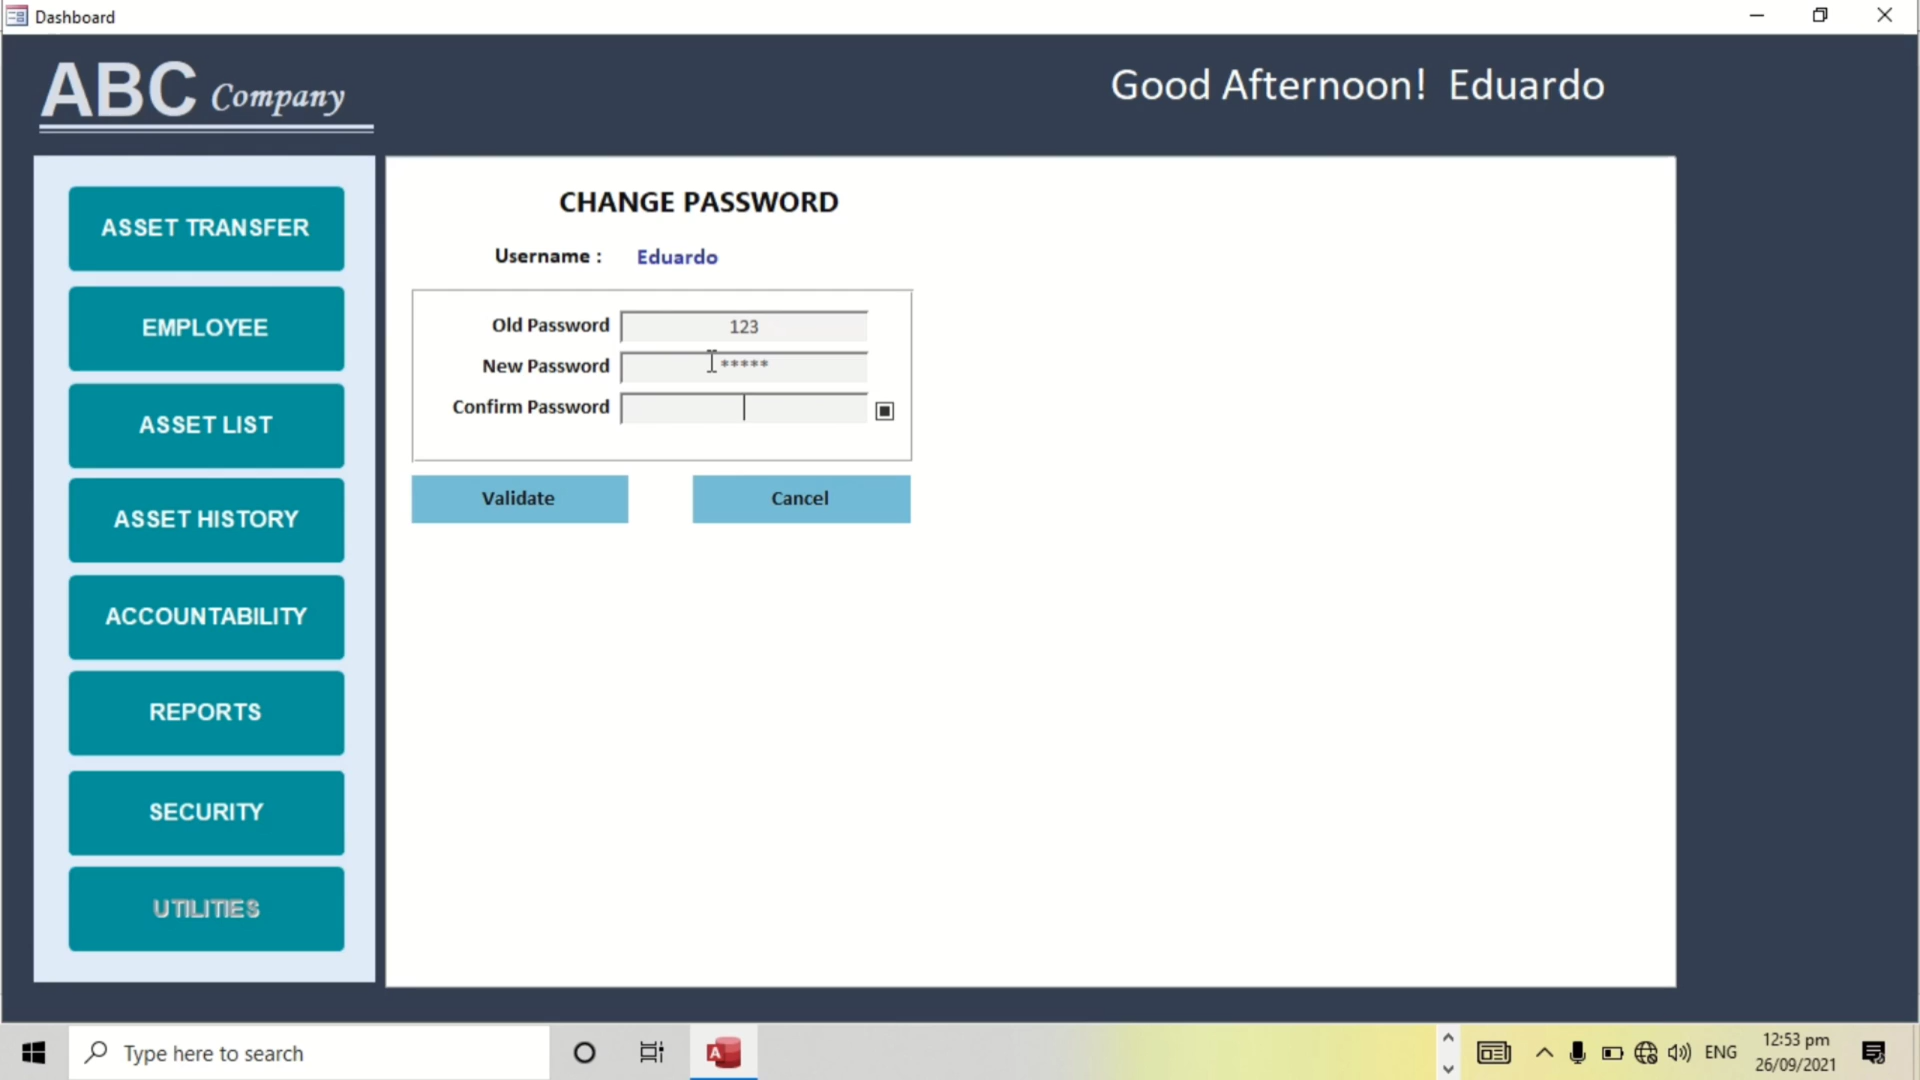 Dashboard
ABC Company
Good Afternoon! Eduardo
ASSET TRANSFER
EMPLOYEE
ASSET LIST
ASSET HISTORY
ACCOUNTABILITY
REPORTS
SECURITY
UTILITIES
CHANGE PASSWORD
Username : Eduardo
Old Password 123
New Password *****
Confirm Password
Validate Cancel
Type here to search
ENG
12:53 pm
26/09/2021